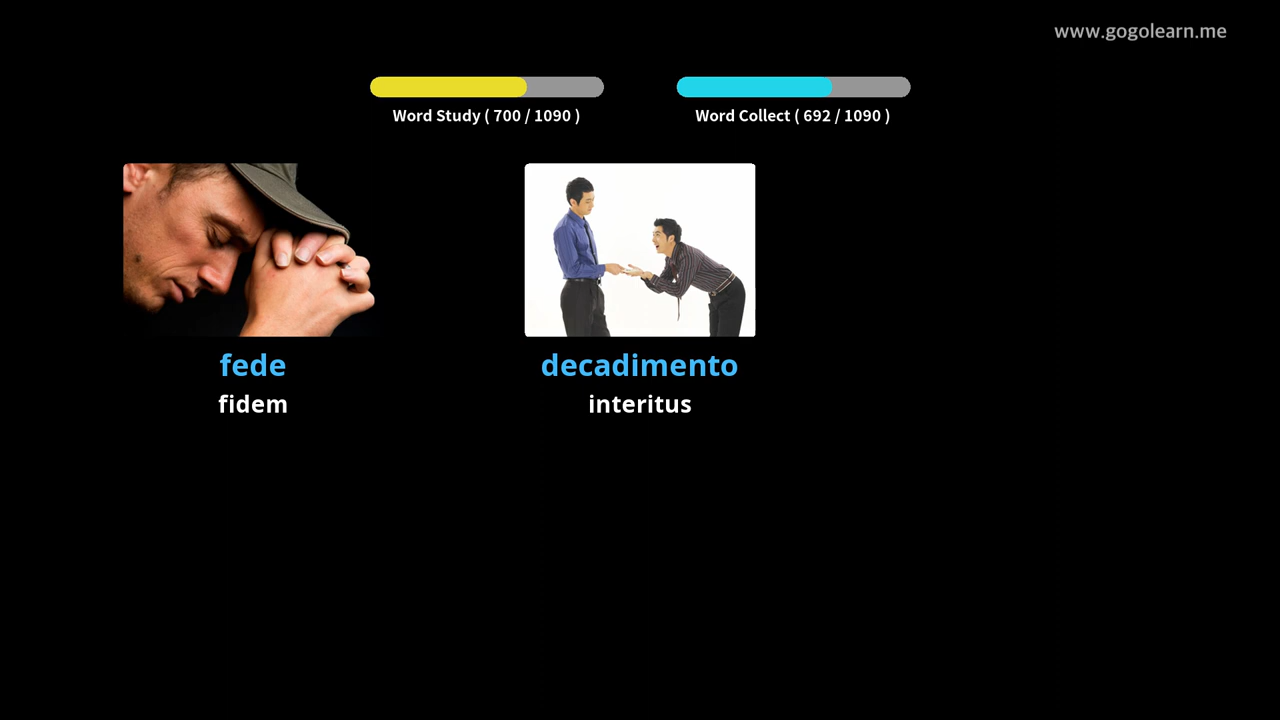 www.gogolearn.me
Word Study ( 700 / 1090 )
Word Collect ( 692 / 1090 )
fede
fidem
decadimento
interitus